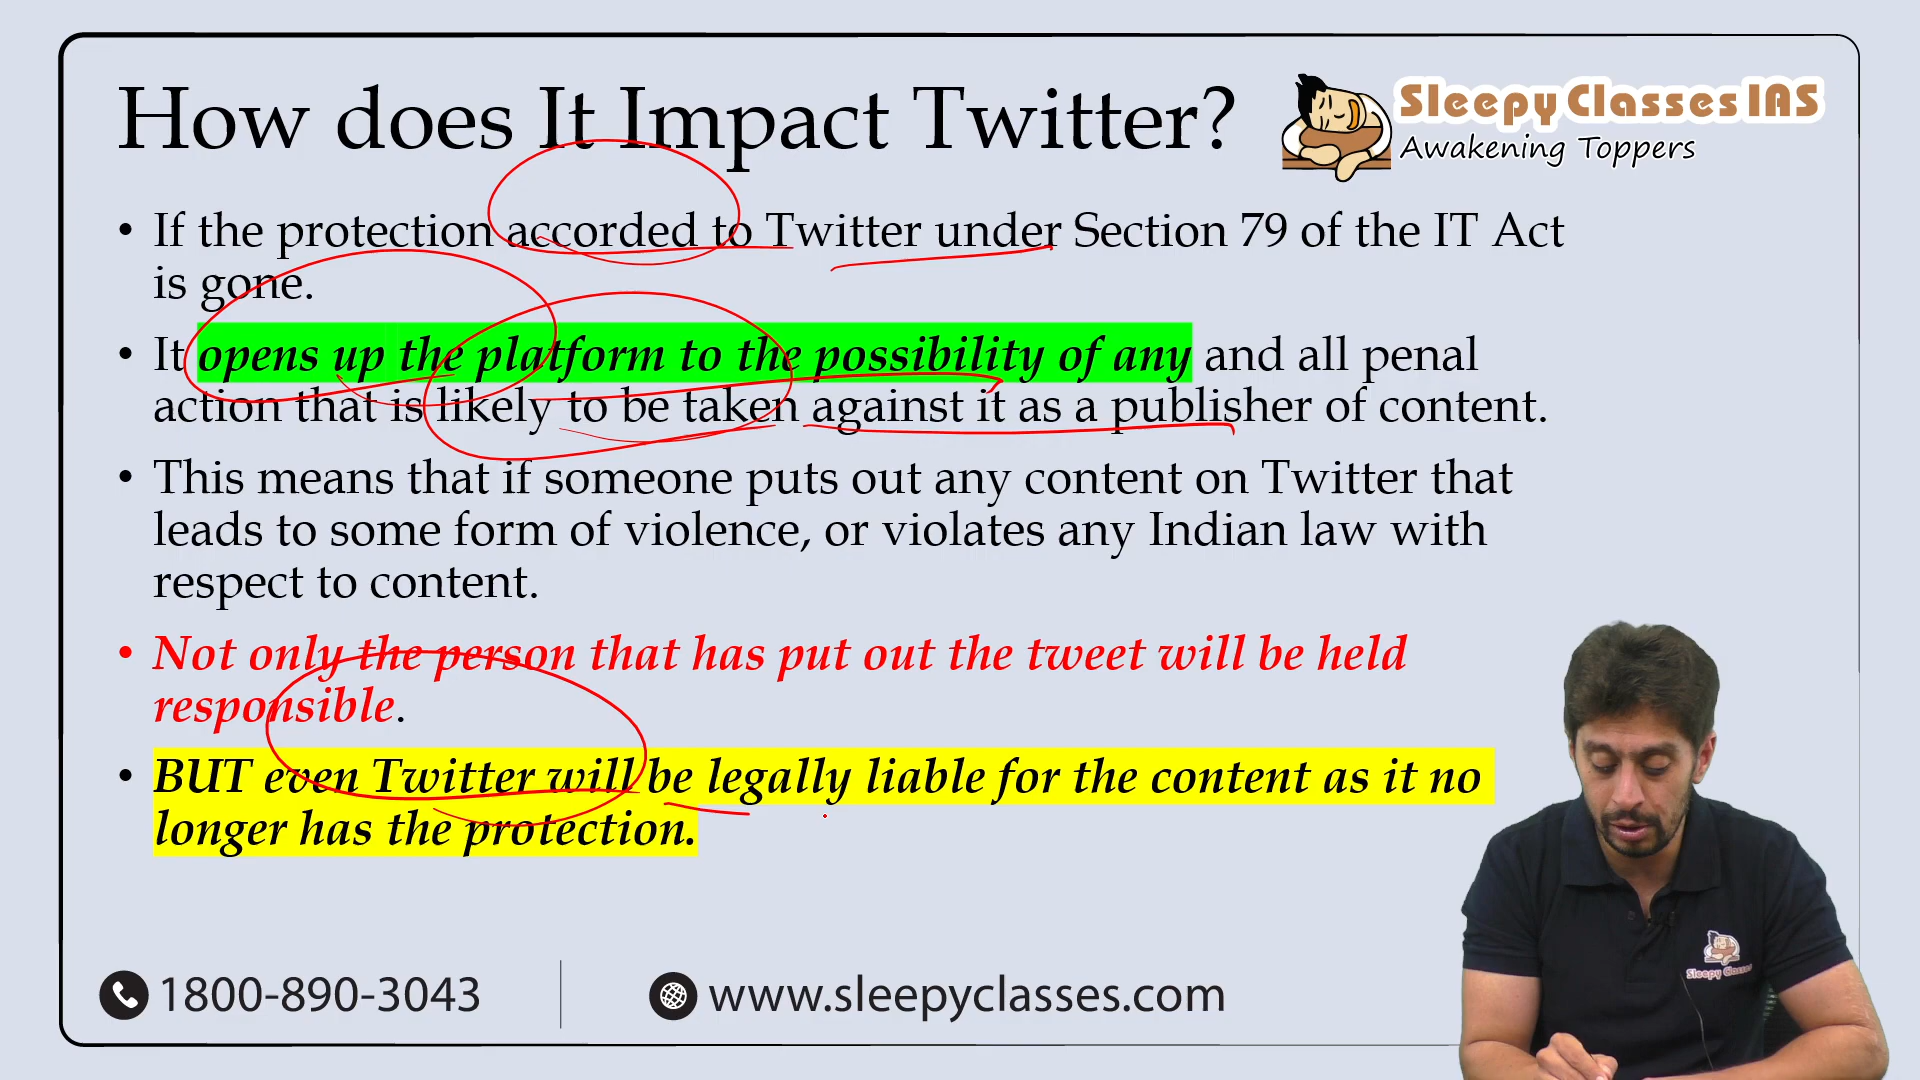 How does It Impact Twitter?
Sleepy Classes IAS
Awakening Toppers
• If the protection accorded to Twitter under Section 79 of the IT Act
is gone.
• It opens up the platform to the possibility of any and all penal
action that is likely to be taken against it as a publisher of content.
• This means that if someone puts out any content on Twitter that
leads to some form of violence, or violates any Indian law with
respect to content.
• Not only the person that has put out the tweet will be held
responsible.
• BUT even Twitter will be legally liable for the content as it no
longer has the protection.
Sleepy Classes
1800-890-3043
www.sleepyclasses.com